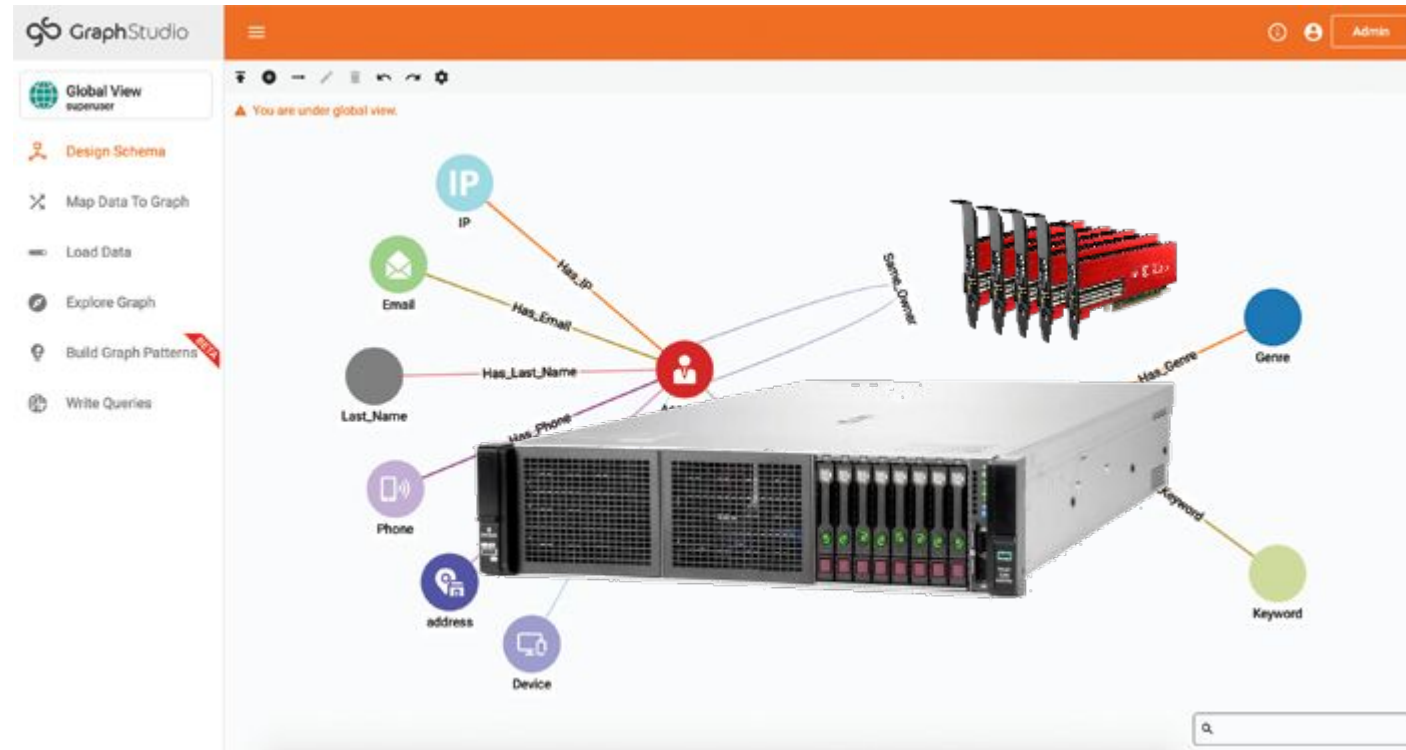 GraphStudio
Admin
Global View
superuser
Design Schema
Map Data To Graph
Load Data
Explore Graph
Build Graph Patterns
BETA
Write Queries
You are under global view.
IP
IP
Has_IP
Email
Has_Email
Same_Owner
Has_Last_Name
Last_Name
Has_Phone
Phone
address
Device
Has_Genre
Genre
Keyword
Keyword